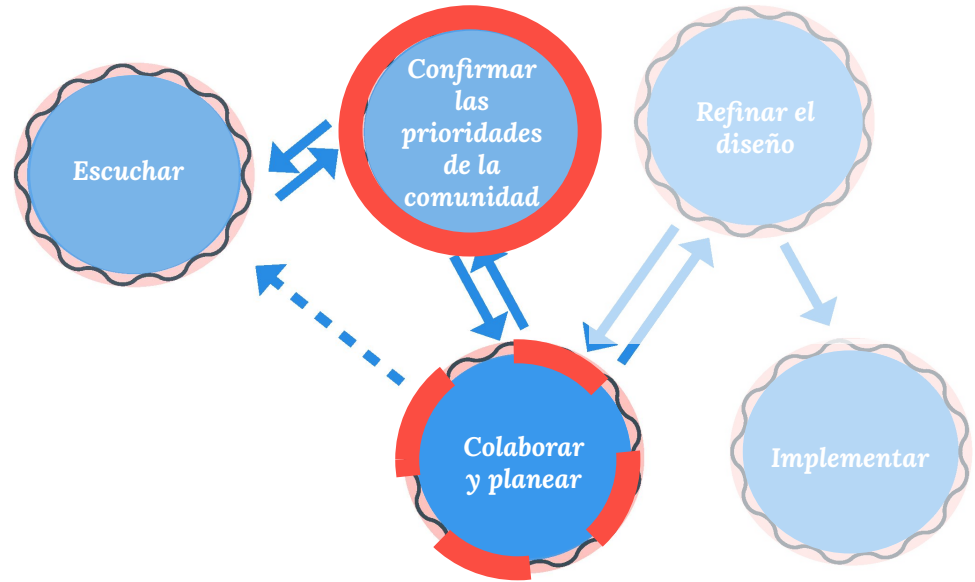 Escuchar
Confirmar
las
prioridades
de la
comunidad
Refinar el
diseño
Colaborar
y planear
Implementar